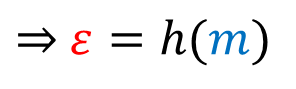 ⇒ 𝜀 = ℎ(𝑚)